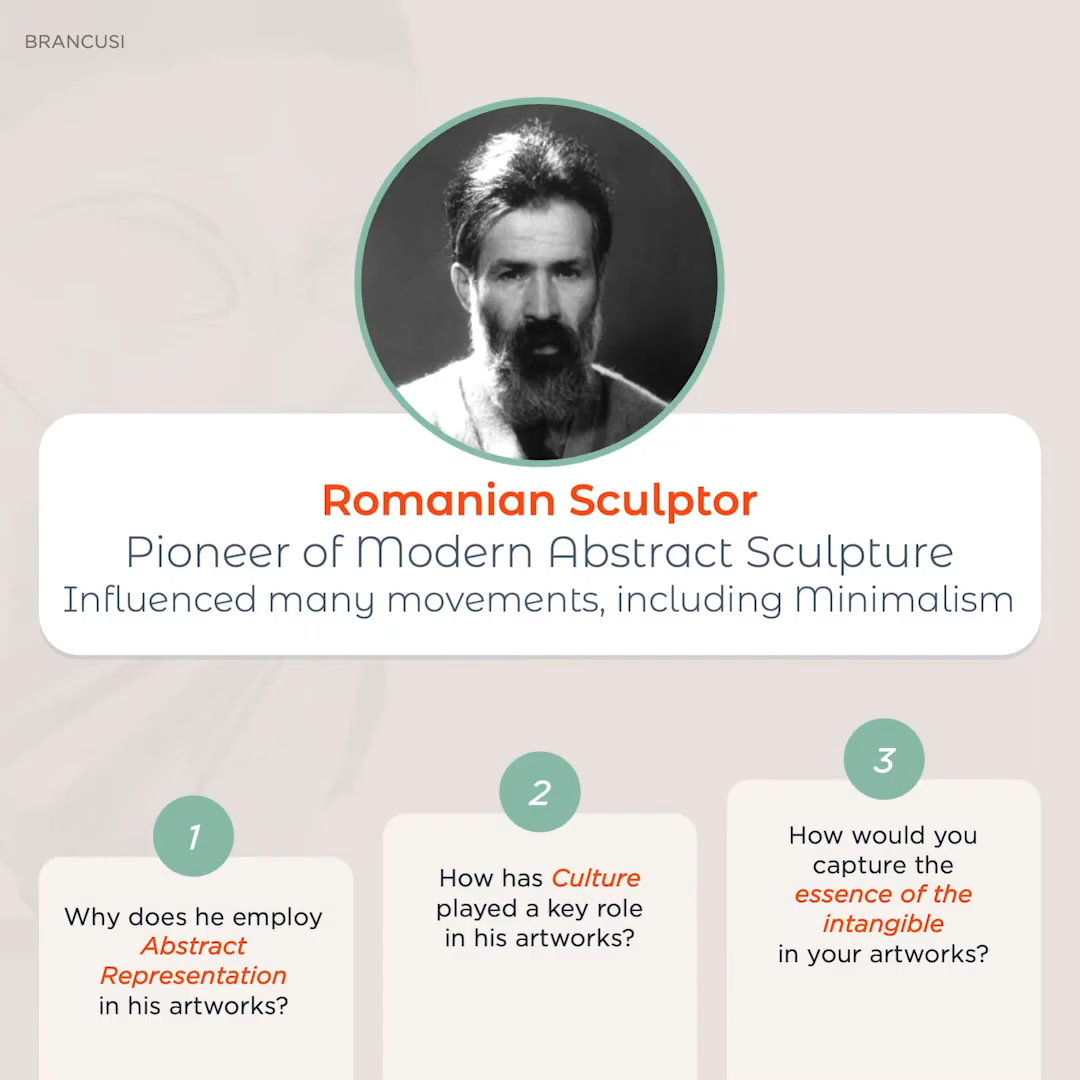 BRANCUSI
Romanian Sculptor
Pioneer of Modern Abstract Sculpture
Influenced many movements, including Minimalism
1
Why does he employ
Abstract
Representation
in his artworks?
2
How has Culture
played a key role
in his artworks?
3
How would you
capture the
essence of the
intangible
in your artworks?